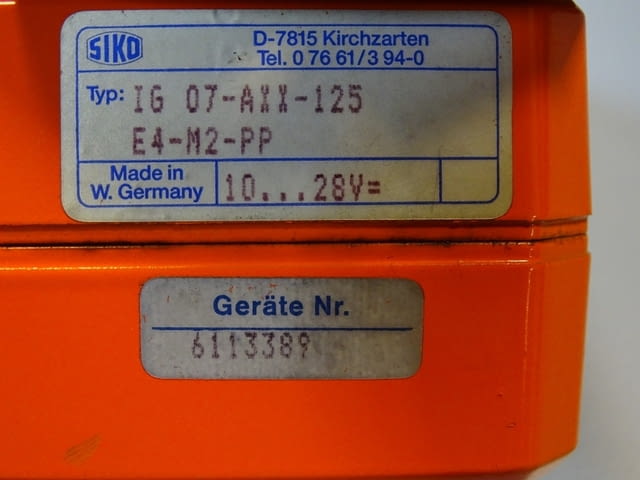 SIKO
D-7815 Kirchzarten
Tel. 0 76 61/3 94-0
Typ: IG 07-AXX-125
E4-M2-PP
Made in
W. Germany
10...28V=
Geräte Nr.
6113389